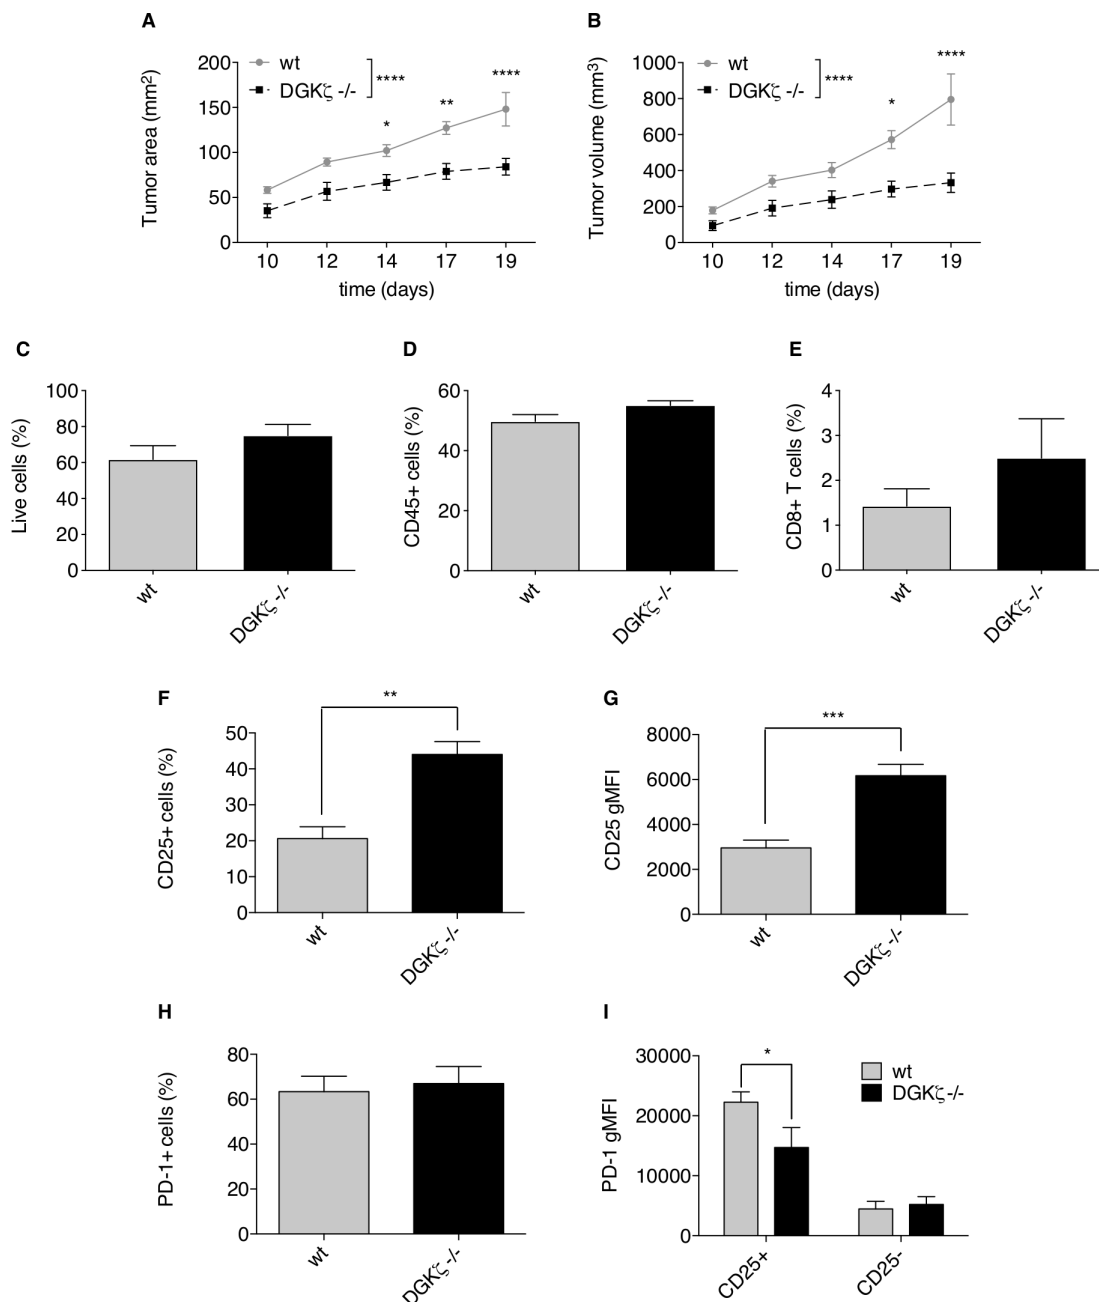 A
Tumor area (mm2)
200
150
100
50
0
wt
DGKζ -/-
****
*
**
****
10 12 14 17 19
time (days)
B
Tumor volume (mm3)
1000
800
600
400
200
0
wt
DGKζ -/-
****
*
****
10 12 14 17 19
time (days)
C
Live cells (%)
100
80
60
40
20
0
wt
DGKζ -/-
D
CD45+ cells (%)
60
40
20
0
wt
DGKζ -/-
E
CD8+ T cells (%)
4
3
2
1
0
wt
DGKζ -/-
F
CD25+ cells (%)
50
40
30
20
10
0
**
wt
DGKζ -/-
G
CD25 gMFI
8000
6000
4000
2000
0
***
wt
DGKζ -/-
H
PD-1+ cells (%)
80
60
40
20
0
wt
DGKζ -/-
I
PD-1 gMFI
30000
20000
10000
0
*
wt
DGKζ -/-
CD25+
CD25-